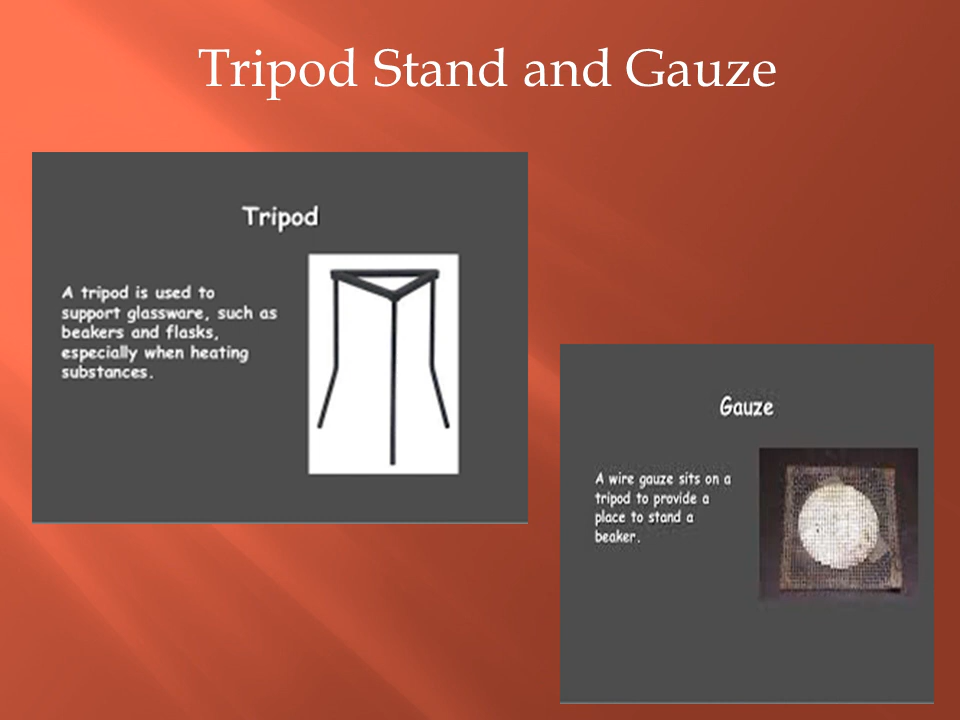 Tripod Stand and Gauze
Tripod
A tripod is used to
support glassware, such as
beakers and flasks,
especially when heating
substances.
Gauze
A wire gauze sits on a
tripod to provide a
place to stand a
beaker.